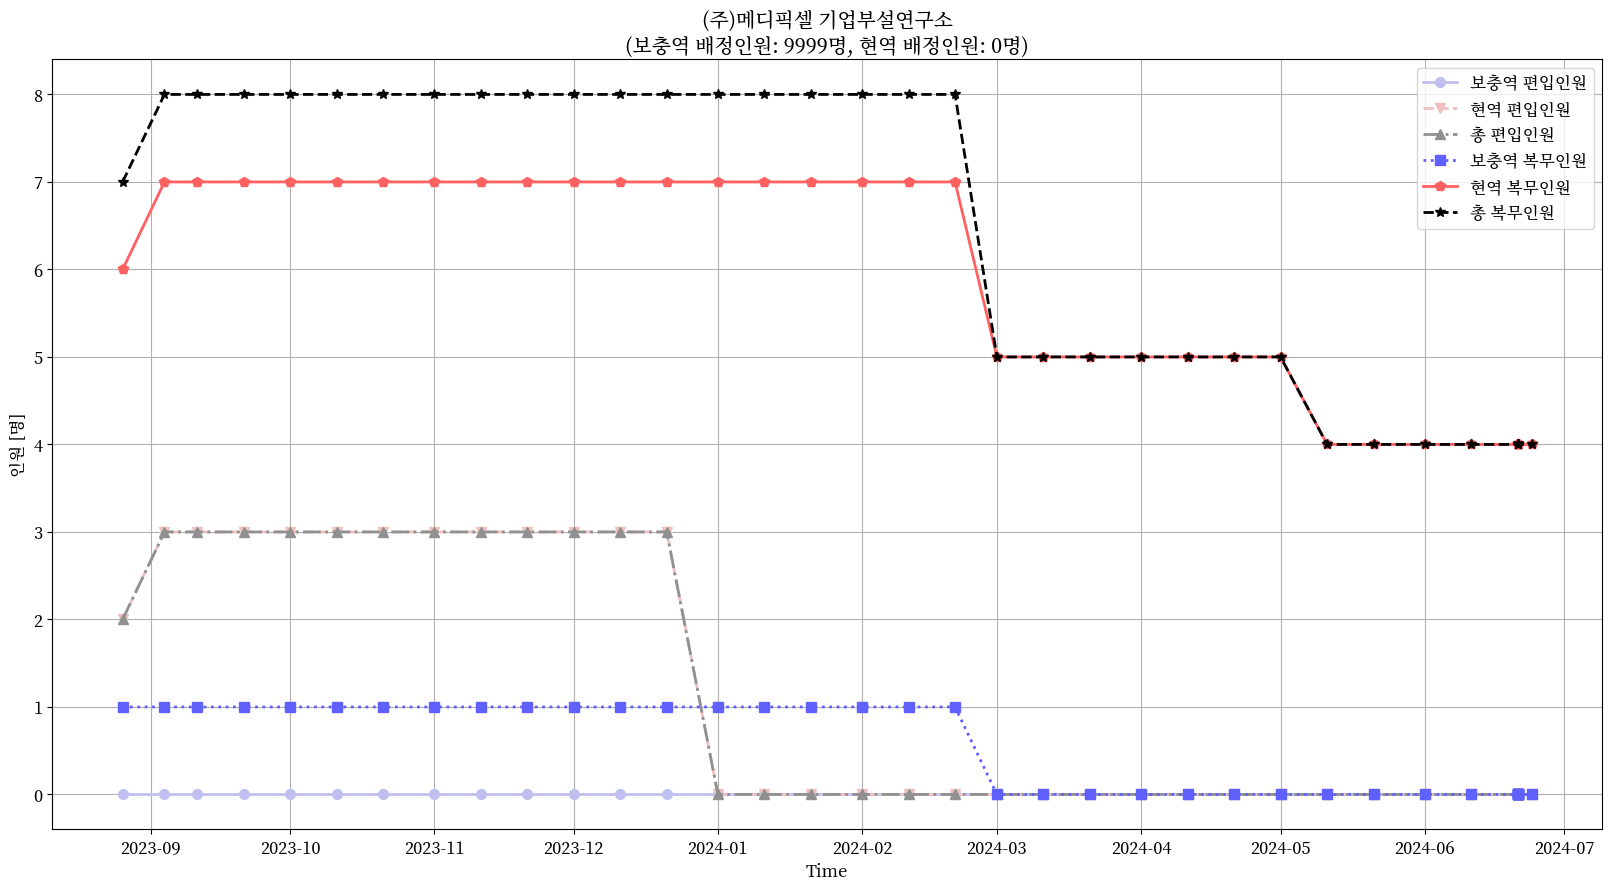 (주)메디픽셀 기업부설연구소
(보충역 배정인원: 9999명, 현역 배정인원: 0명)
보충역 편입인원
현역 편입인원
총 편입인원
보충역 복무인원
현역 복무인원
총 복무인원
인원 [명]
8
7
6
5
4
3
2
1
0
2023-09 2023-10 2023-11 2023-12 2024-01 2024-02 2024-03 2024-04 2024-05 2024-06 2024-07
Time